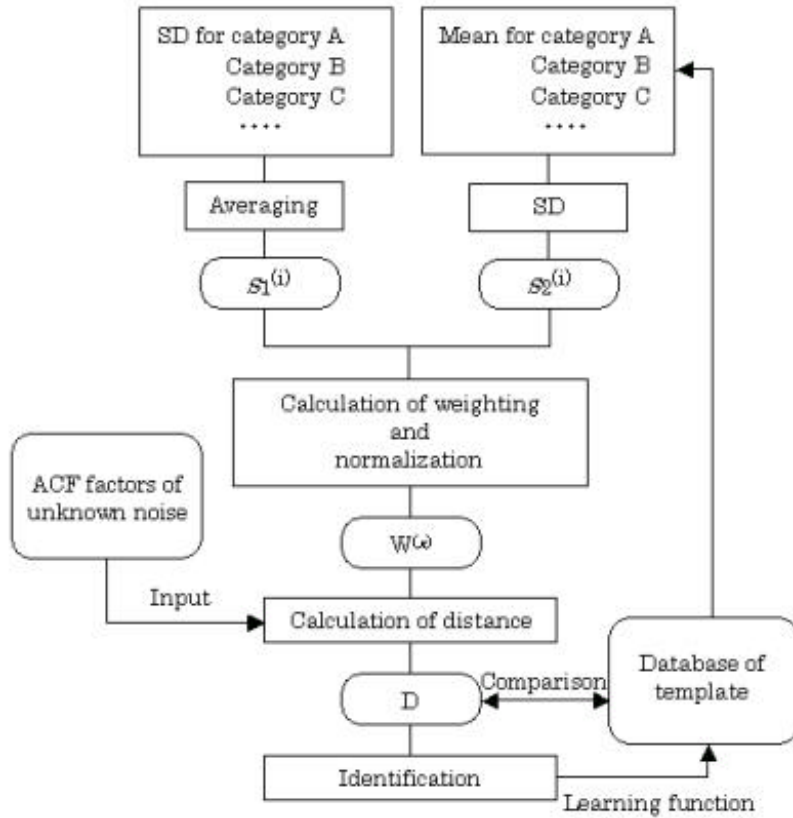 SD for category A
Category B
Category C
....
Mean for category A
Category B
Category C
....
Averaging
SD
s1(i)
s2(i)
Calculation of weighting
and
normalization
ACF factors of
unknown noise
Wω
Input
Calculation of distance
Database of
template
Comparison
D
Identification
Learning function